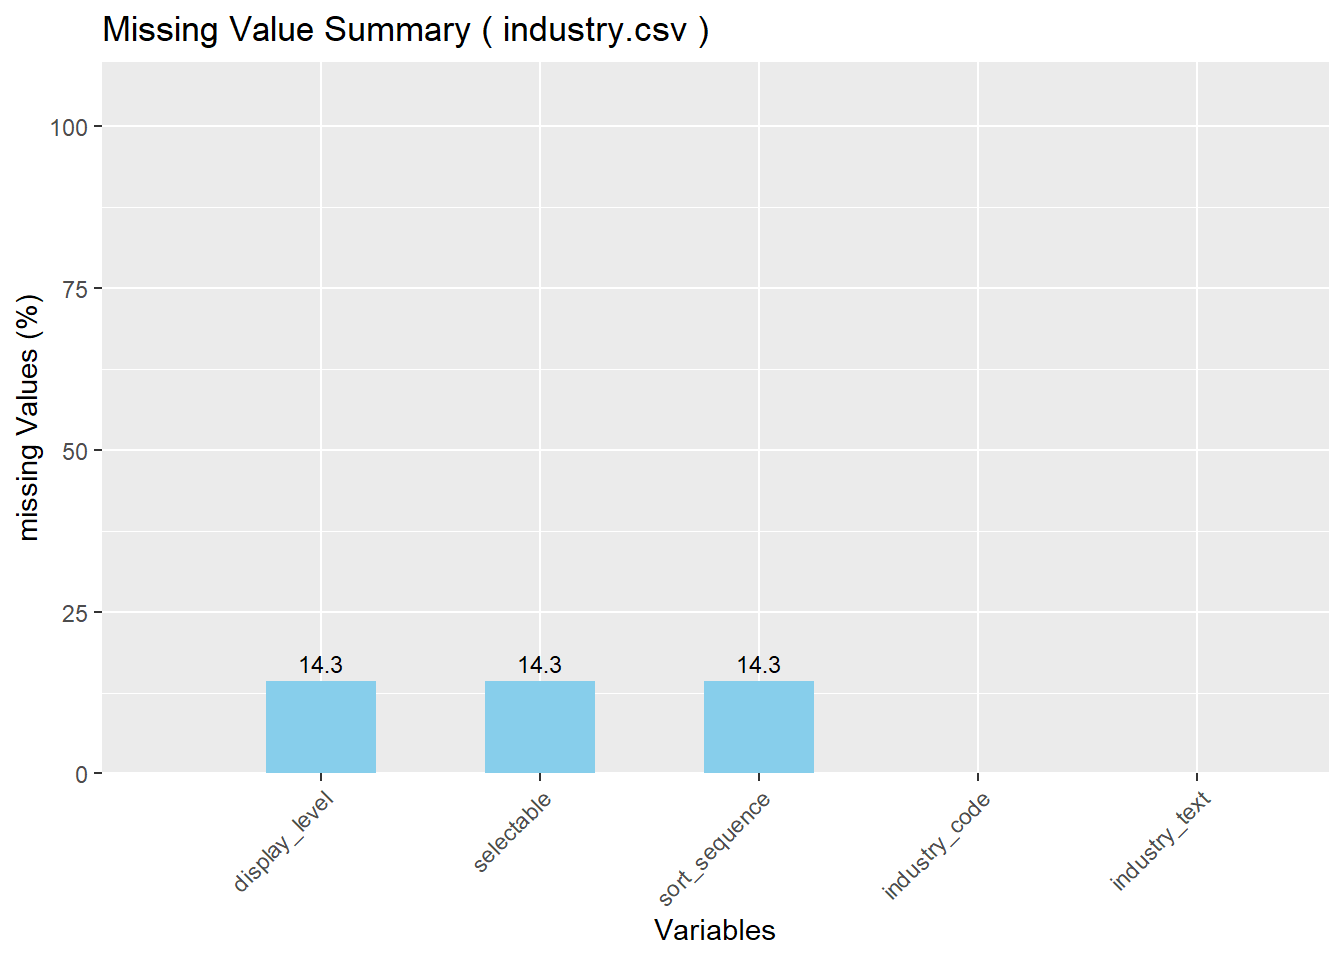 Missing Value Summary ( industry.csv )
missing Values (%)
100
75
50
25
0
14.3
14.3
14.3
display_level
selectable
sort_sequence
industry_code
industry_text
Variables